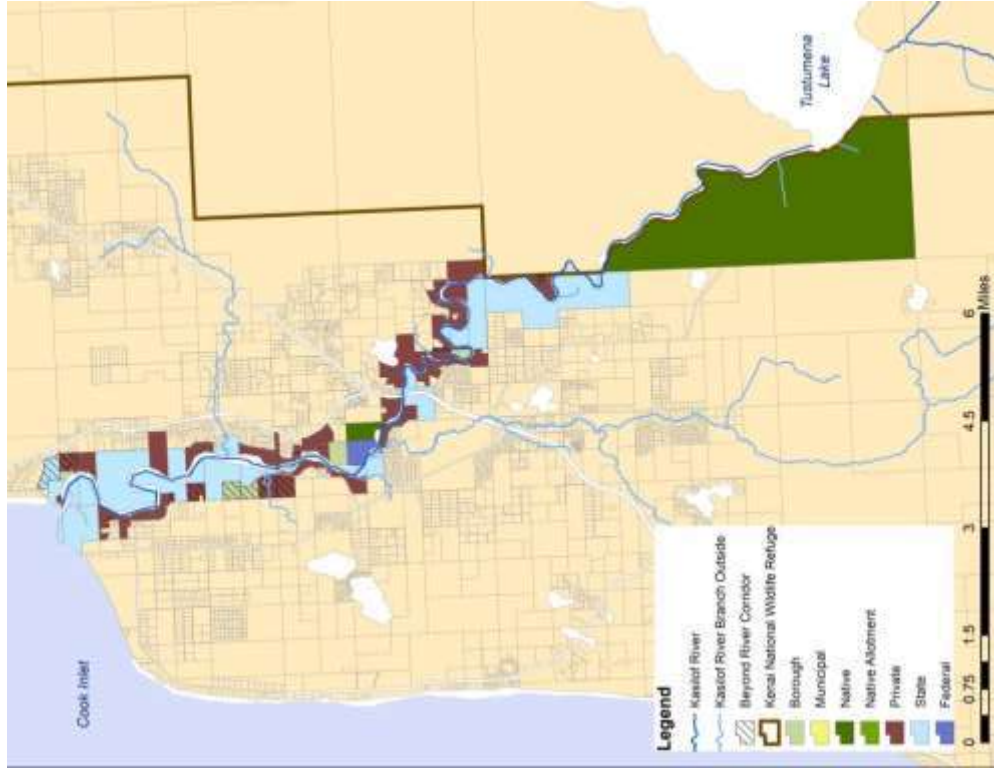 Cook Inlet
Tustumena
Lake
Legend
Kasilof River
Kasilof River Branch Outside
Beyond River Corridor
Kenai National Wildlife Refuge
Borough
Municipal
Native
Native Allotment
Private
State
Federal
0 0.75 1.5 3 4.5 6
Miles